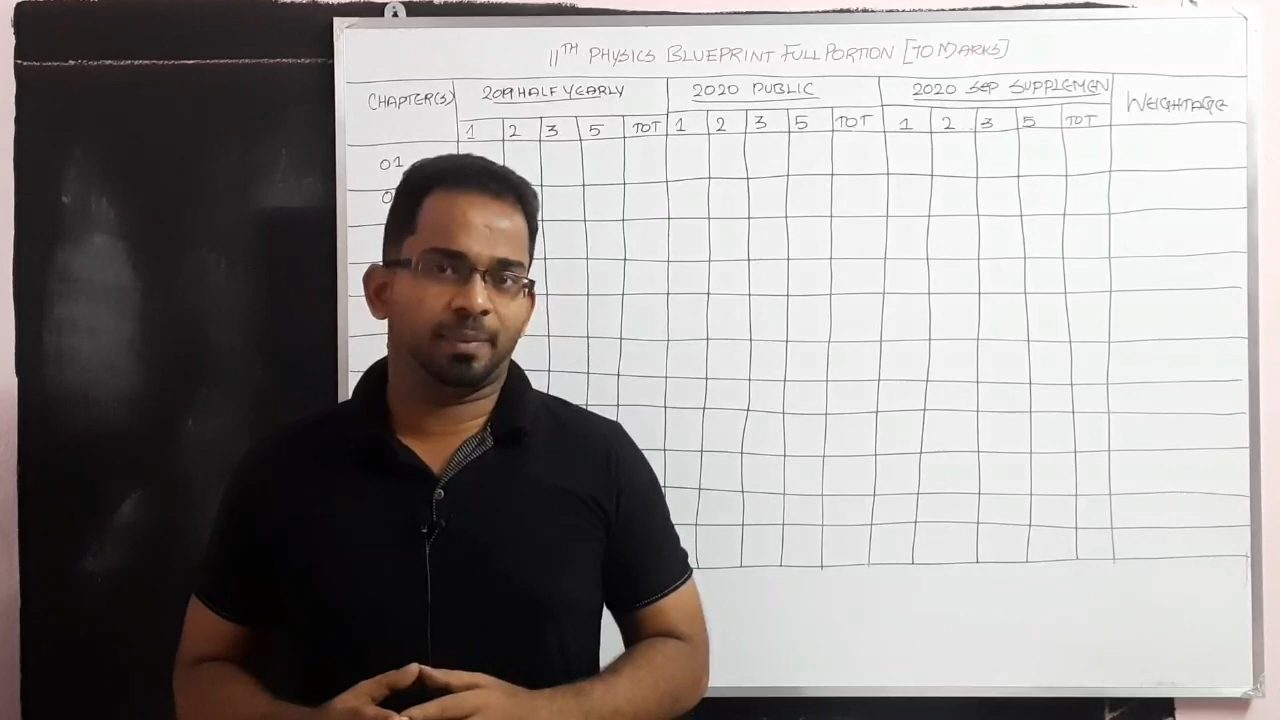 11TH PHYSICS BLUEPRINT FULL PORTION [70 MARKS]
CHAPTER(S) 2019 HALF YEARLY 2020 PUBLIC 2020 SEP SUPPLEMEN WEIGHTAGE
1 2 3 5 TOT 1 2 3 5 TOT 1 2 3 5 TOT
01
0